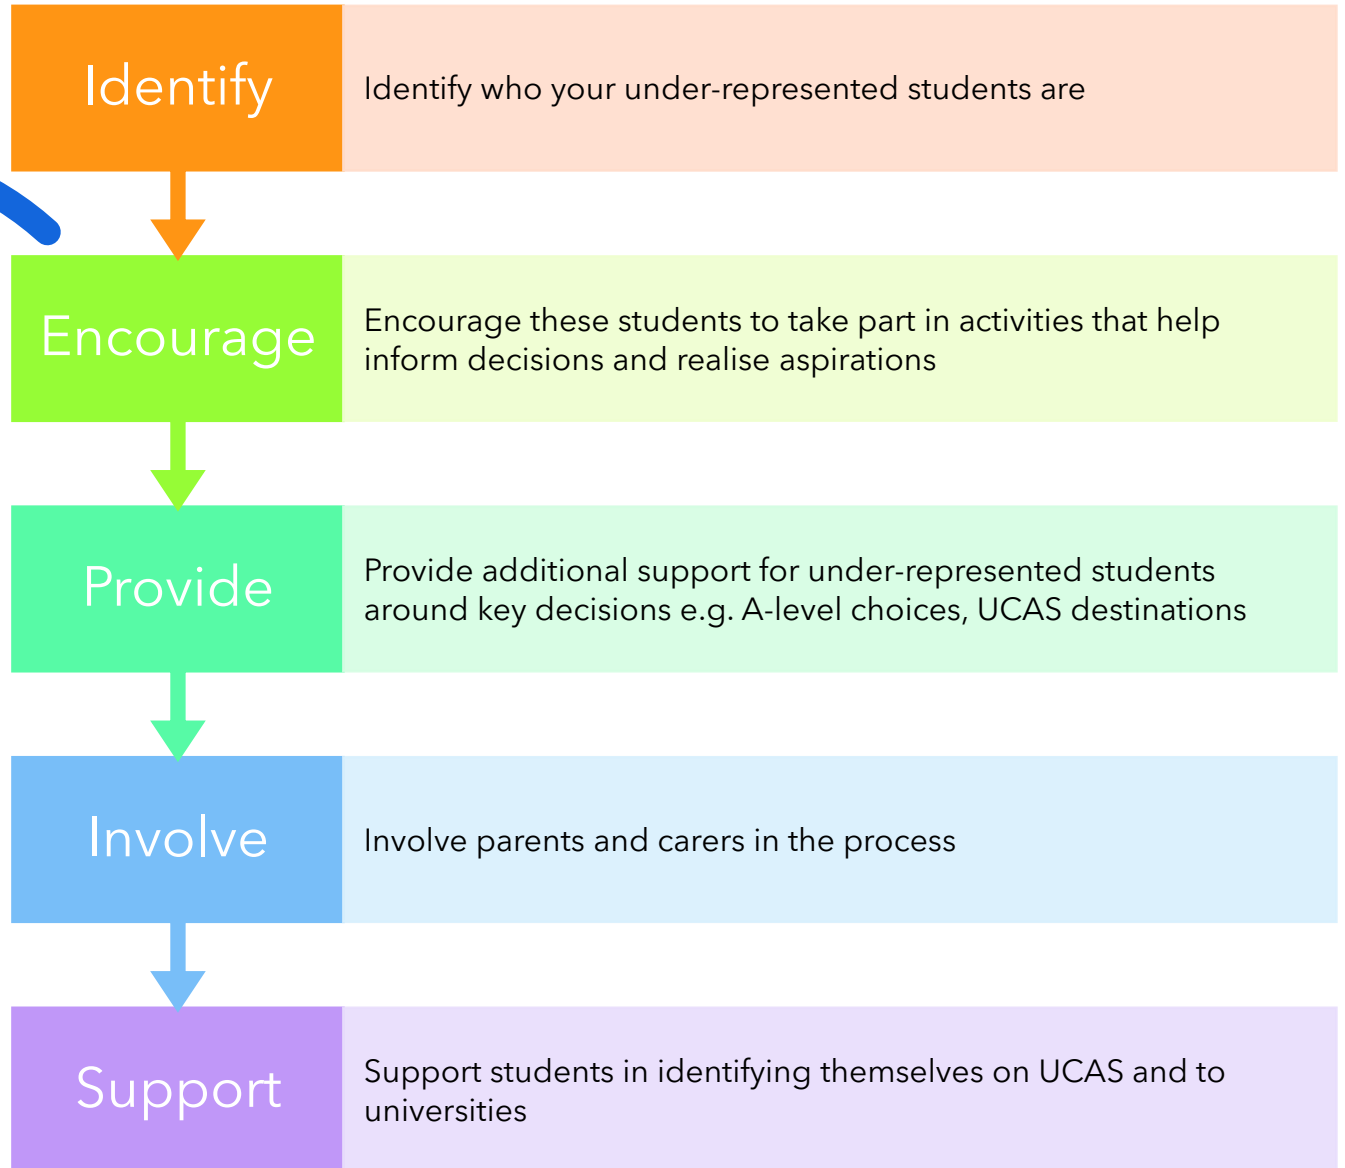 Identify
Identify who your under-represented students are
Encourage
Encourage these students to take part in activities that help
inform decisions and realise aspirations
Provide
Provide additional support for under-represented students
around key decisions e.g. A-level choices, UCAS destinations
Involve
Involve parents and carers in the process
Support
Support students in identifying themselves on UCAS and to
universities